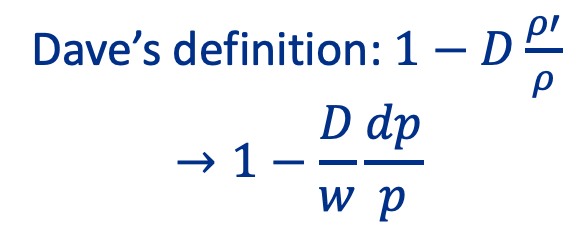 Dave's definition: 1 − D ρ′/ρ
→ 1 − D/w dp/p